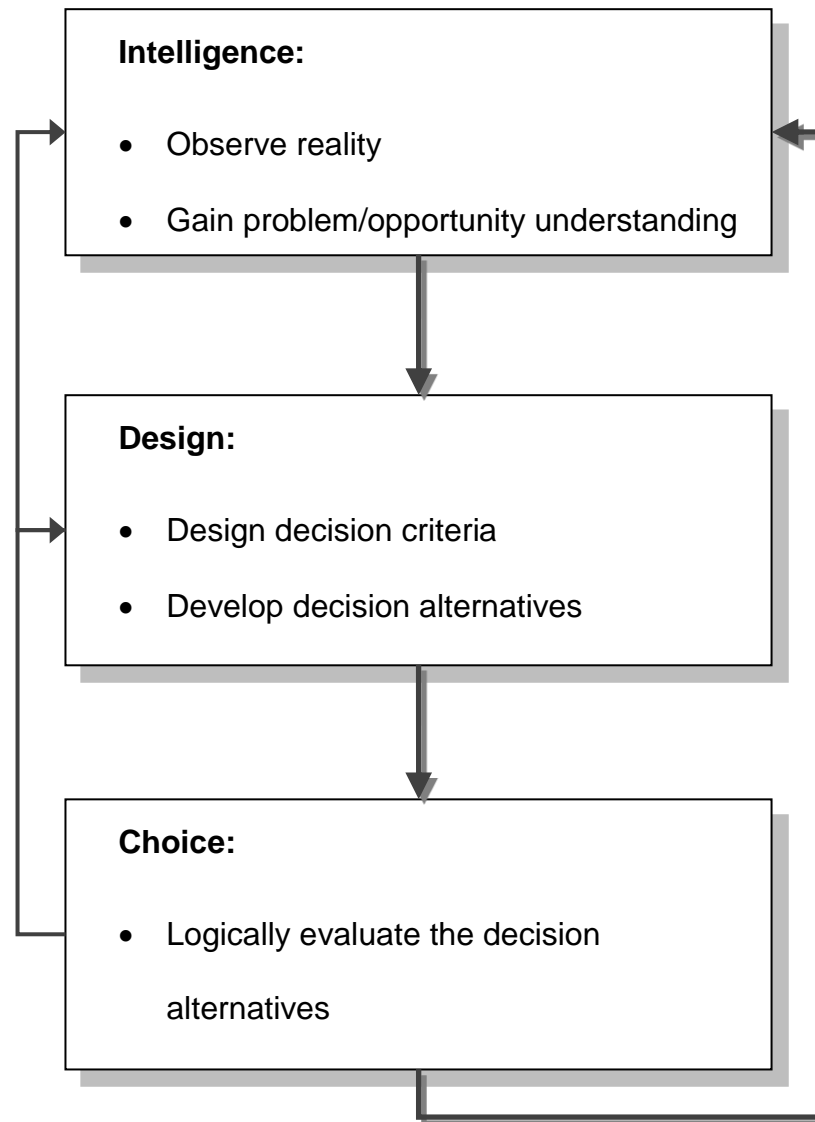 Intelligence:
• Observe reality
• Gain problem/opportunity understanding
Design:
• Design decision criteria
• Develop decision alternatives
Choice:
• Logically evaluate the decision
alternatives